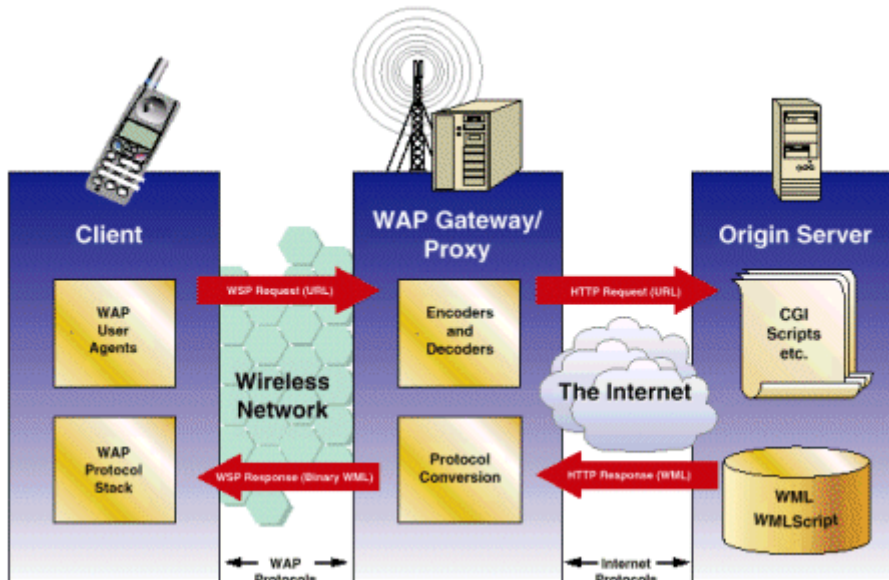 Client
WAP Gateway/
Proxy
Origin Server
WSP Request (URL)
HTTP Request (URL)
WAP
User
Agents
Encoders
and
Decoders
CGI
Scripts
etc.
Wireless
Network
The Internet
WAP
Protocol
Stack
WSP Response (Binary WML)
Protocol
Conversion
HTTP Response (WML)
WML
WMLScript
WAP
Protocols
Internet
Protocols